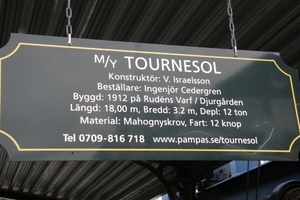 M/Y TOURNESOL
Konstruktör: V. Israelsson
Beställare: Ingenjör Cedergren
Byggd: 1912 på Rudéns Varf / Djurgården
Längd: 18,00 m, Bredd: 3.2 m, Depl: 12 ton
Material: Mahognyskrov, Fart: 12 knop
Tel 0709-816 718 www.pampas.se/tournesol